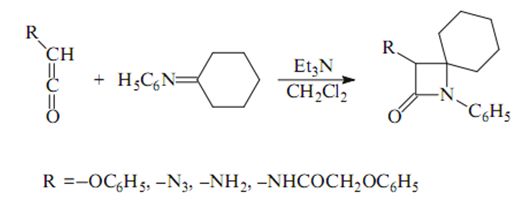 R
CH
C
O
+ H₅C₆N
Et₃N
CH₂Cl₂
R
O
N
C₆H₅
R =–OC₆H₅, –N₃, –NH₂, –NHCOCH₂OC₆H₅